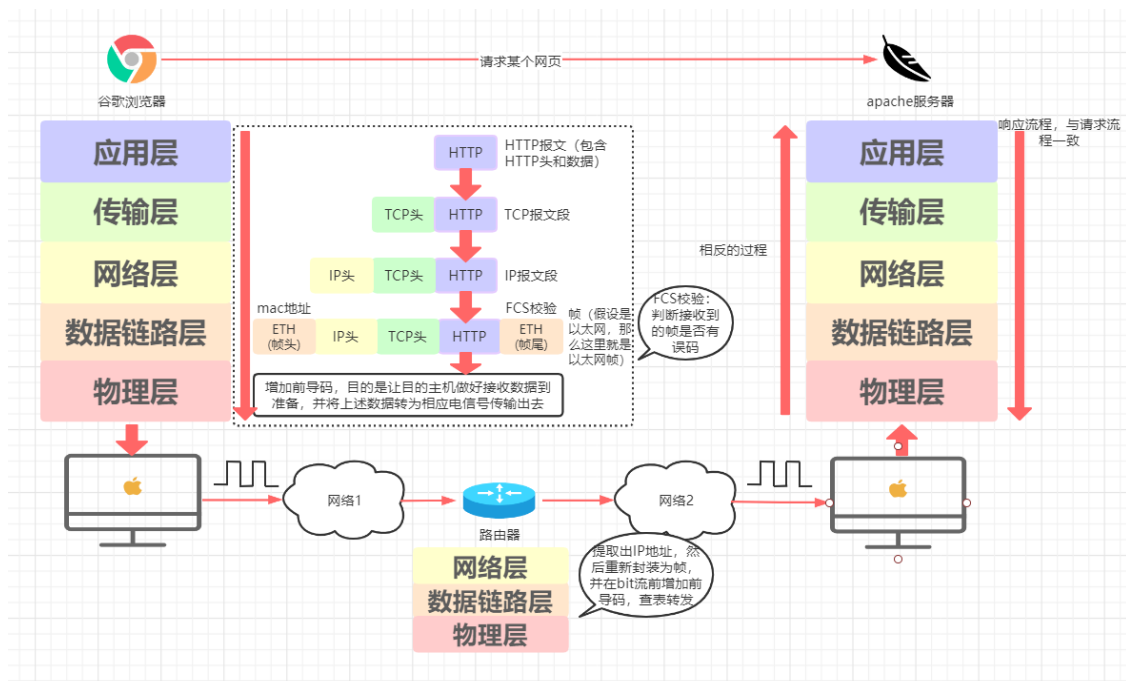 请求某个网页
谷歌浏览器
apache服务器
应用层
传输层
网络层
数据链路层
物理层
HTTP
HTTP报文（包含
HTTP头和数据）
TCP头
HTTP
TCP报文段
IP头
TCP头
HTTP
IP报文段
mac地址
FCS校验
ETH
(帧头)
IP头
TCP头
HTTP
ETH
(帧尾)
帧（假设是
以太网，那
么这里就是
以太网帧）
FCS校验：
判断接收到
的帧是否有
误码
增加前导码，目的是让目的主机做好接收数据到
准备，并将上述数据转为相应电信号传输出去
相反的过程
应用层
传输层
网络层
数据链路层
物理层
响应流程，与请求流
程一致
网络1
路由器
网络2
网络层
数据链路层
物理层
提取出IP地址，然
后重新封装为帧，
并在bit流前增加前
导码，查表转发